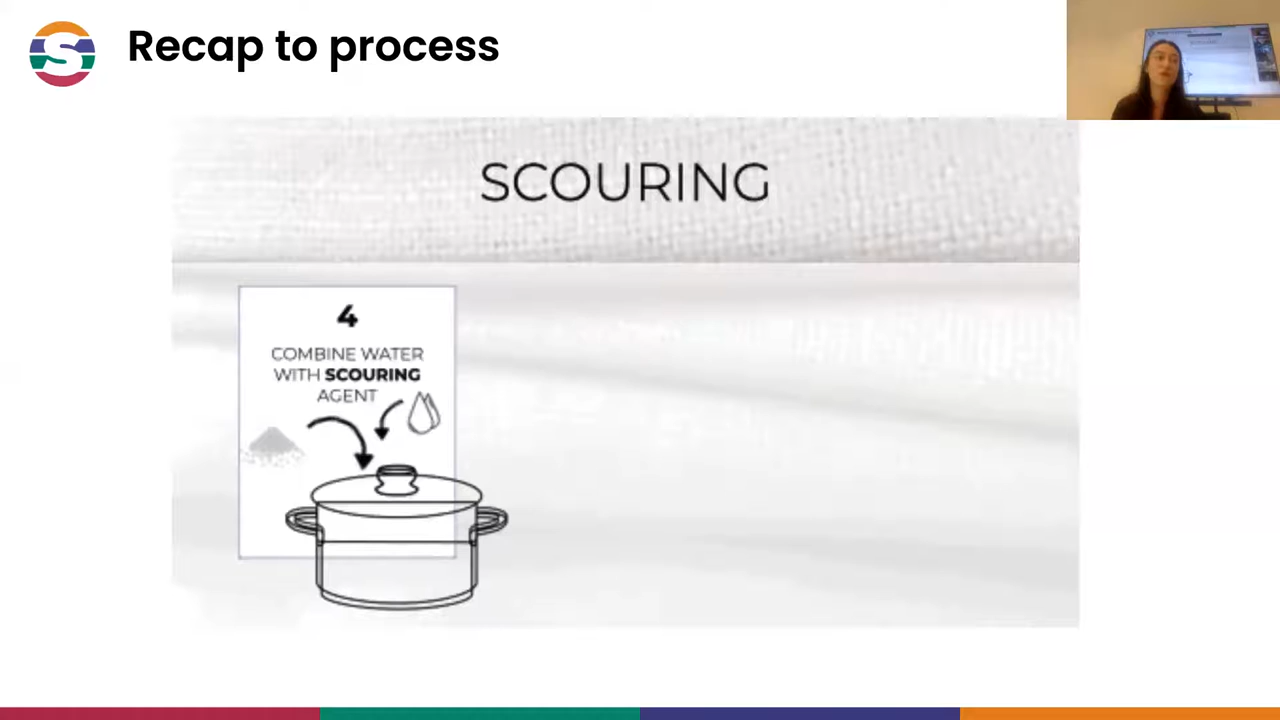 Recap to process
SCOURING
4
COMBINE WATER
WITH SCOURING
AGENT